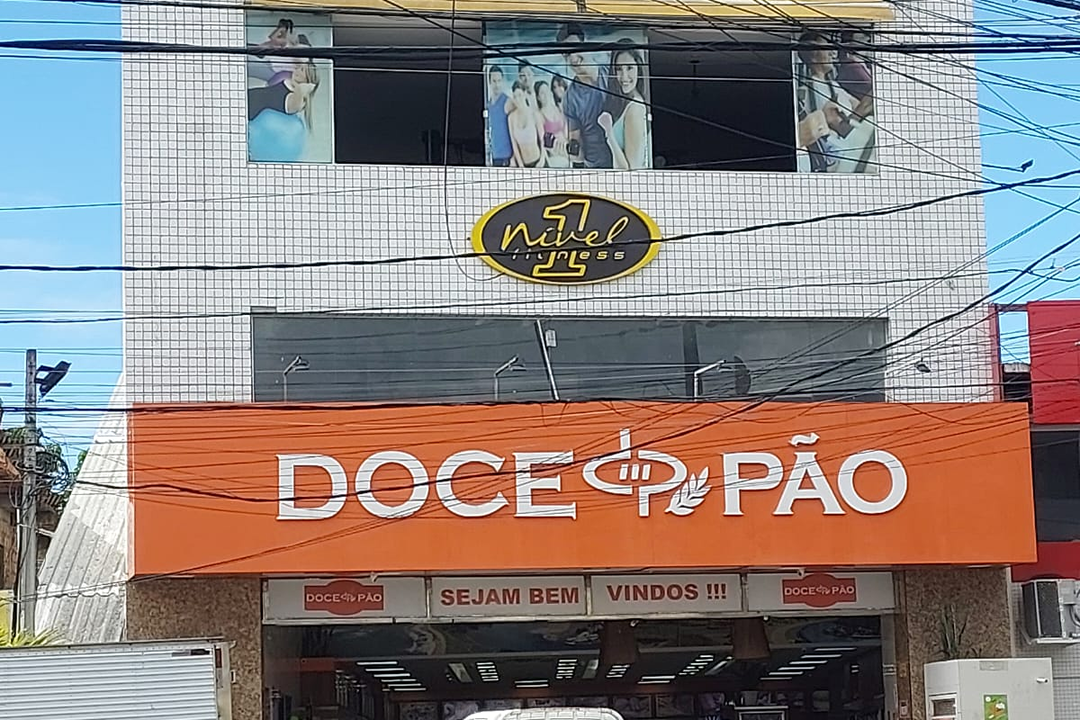 1
Nivel
fitness
DOCE PÃO
DOCE PÃO
SEJAM BEM
VINDOS !!!
DOCE PÃO